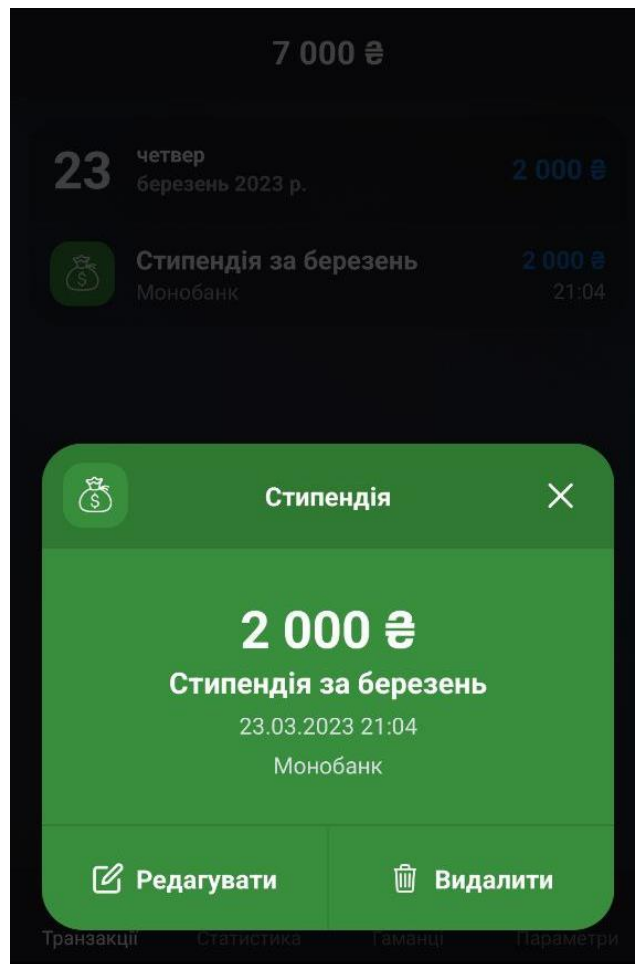 7 000 ₴
23
четвер
березень 2023 р.
2 000 ₴
Стипендія за березень
2 000 ₴
Монобанк
21:04
Стипендія
2 000 ₴
Стипендія за березень
23.03.2023 21:04
Монобанк
Редагувати
Видалити
Транзакції Статистика Гаманці Параметри